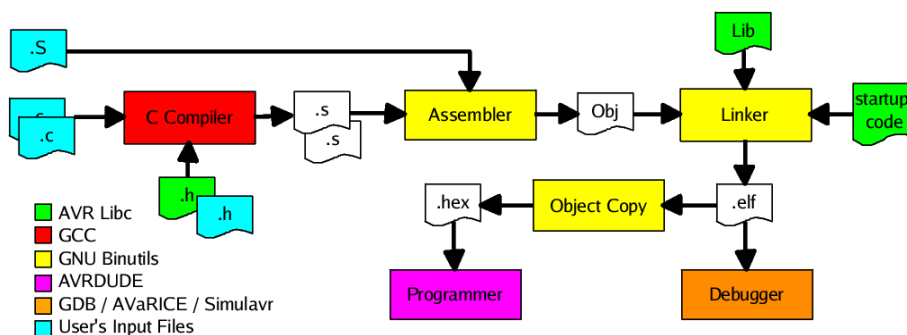 .S
Lib
.c
C Compiler
.s
.s
Assembler
Obj
Linker
startup
code
.h
.h
.hex
Object Copy
.elf
AVR Libc
GCC
GNU Binutils
AVRDUDE
GDB / AVaRICE / Simulavr
User's Input Files
Programmer
Debugger